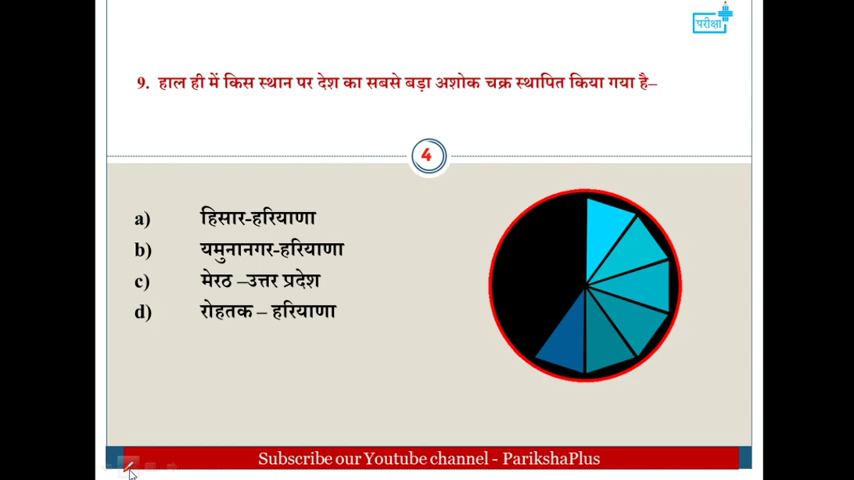 परीक्षा
9. हाल ही में किस स्थान पर देश का सबसे बड़ा अशोक चक्र स्थापित किया गया है–
4
a) हिसार-हरियाणा
b) यमुनानगर-हरियाणा
c) मेरठ –उत्तर प्रदेश
d) रोहतक – हरियाणा
Subscribe our Youtube channel - ParikshaPlus